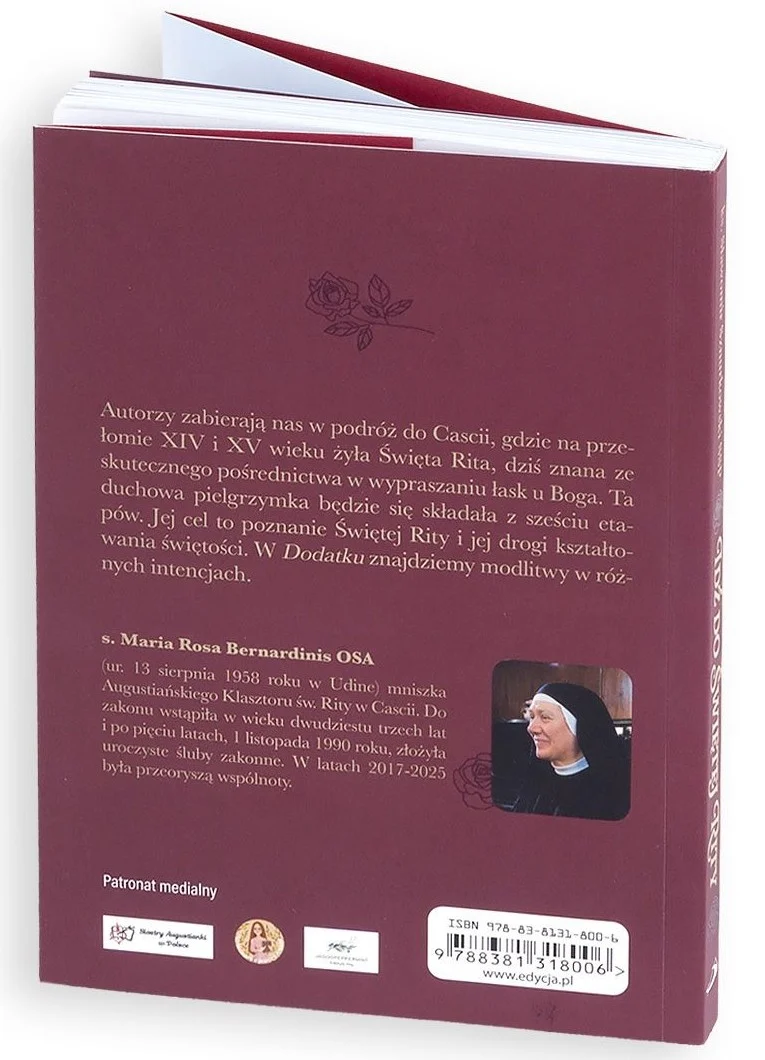 Autorzy zabierają nas w podróż do Cascii, gdzie na prze-
łomie XIV i XV wieku żyła Święta Rita, dziś znana ze
skutecznego pośrednictwa w wypraszaniu łask u Boga. Ta
duchowa pielgrzymka będzie się składała z sześciu eta-
pów. Jej cel to poznanie Świętej Rity i jej drogi kształto-
wania świętości. W Dodatku znajdziemy modlitwy w róż-
nych intencjach.
s. Maria Rosa Bernardinis OSA
(ur. 13 sierpnia 1958 roku w Udine) mniszka
Augustiańskiego Klasztoru św. Rity w Cascii. Do
zakonu wstąpiła w wieku dwudziestu trzech lat
i po pięciu latach, 1 listopada 1990 roku, złożyła
uroczyste śluby zakonne. W latach 2017-2025
była przeoryszą wspólnoty.
Patronat medialny
Siostry Augustianki
w Polsce
ISBN 978-83-8131-800-6
9 788381 318006 >
www.edycja.pl
IDŹ DO ŚWIĘTEJ RITY